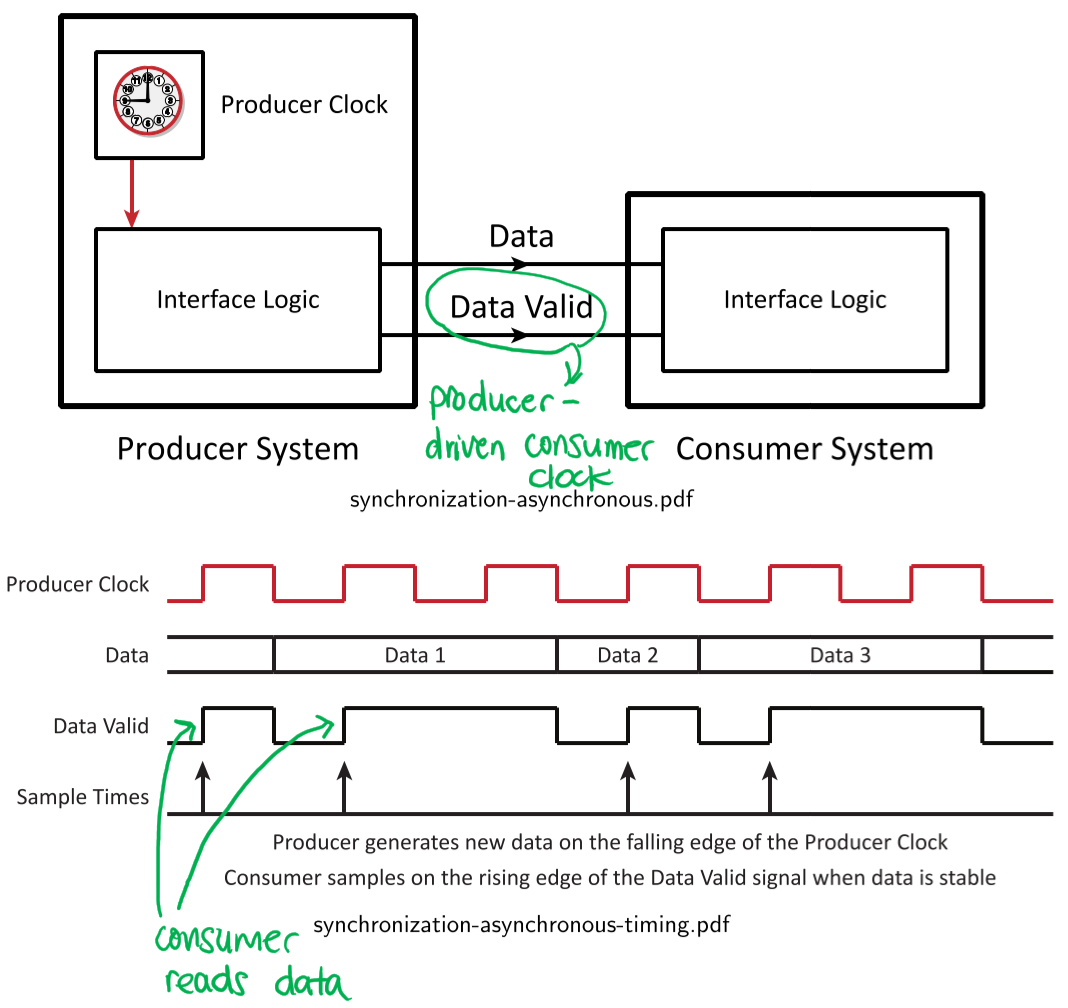 Producer Clock
Data
Interface Logic
Data Valid
Interface Logic
producer-
driven consumer
clock
Producer System
Consumer System
synchronization-asynchronous.pdf
Producer Clock
Data
Data 1
Data 2
Data 3
Data Valid
Sample Times
Producer generates new data on the falling edge of the Producer Clock
Consumer samples on the rising edge of the Data Valid signal when data is stable
synchronization-asynchronous-timing.pdf
consumer
reads data